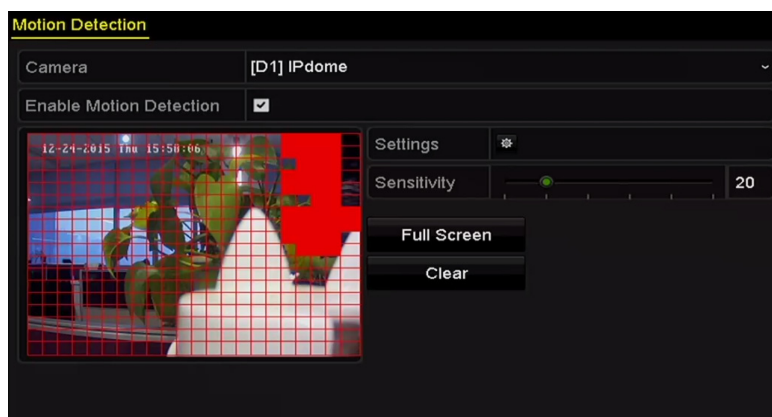 Motion Detection
Camera [D1] IPdome
Enable Motion Detection
12-24-2015 Thu 15:58:06
Settings
Sensitivity 20
Full Screen
Clear